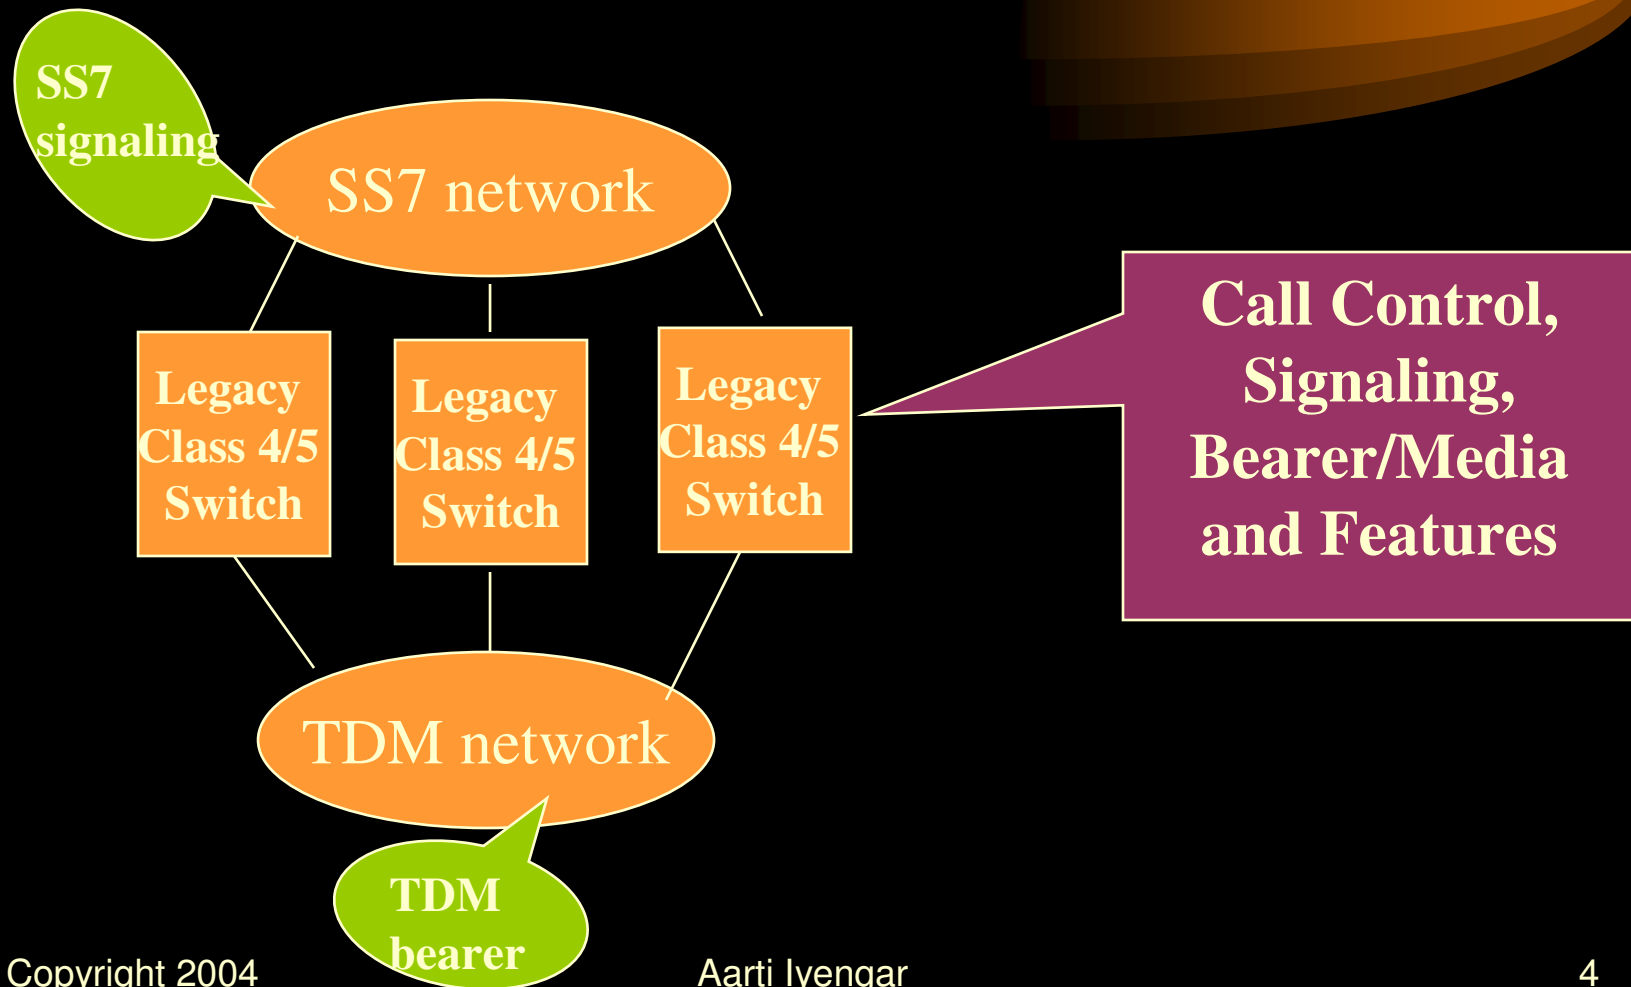 SS7
signaling
SS7 network
Legacy
Class 4/5
Switch
Legacy
Class 4/5
Switch
Legacy
Class 4/5
Switch
Call Control,
Signaling,
Bearer/Media
and Features
TDM network
TDM
bearer
Copyright 2004
Aarti Iyengar
4